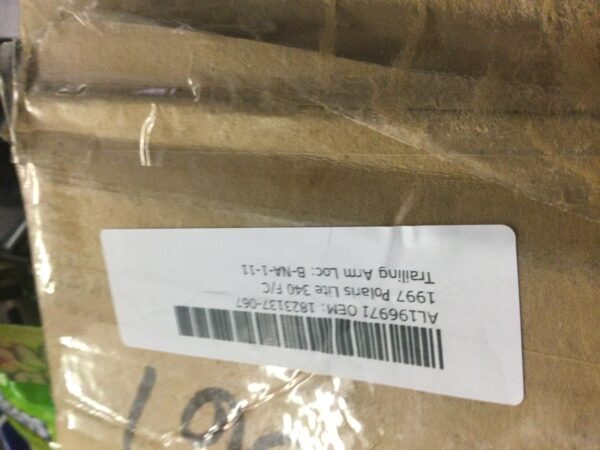 AL196971 OEM: 1823137-067
1997 Polaris Lite 340 F/C
Trailing Arm Loc: B-NA-1-11